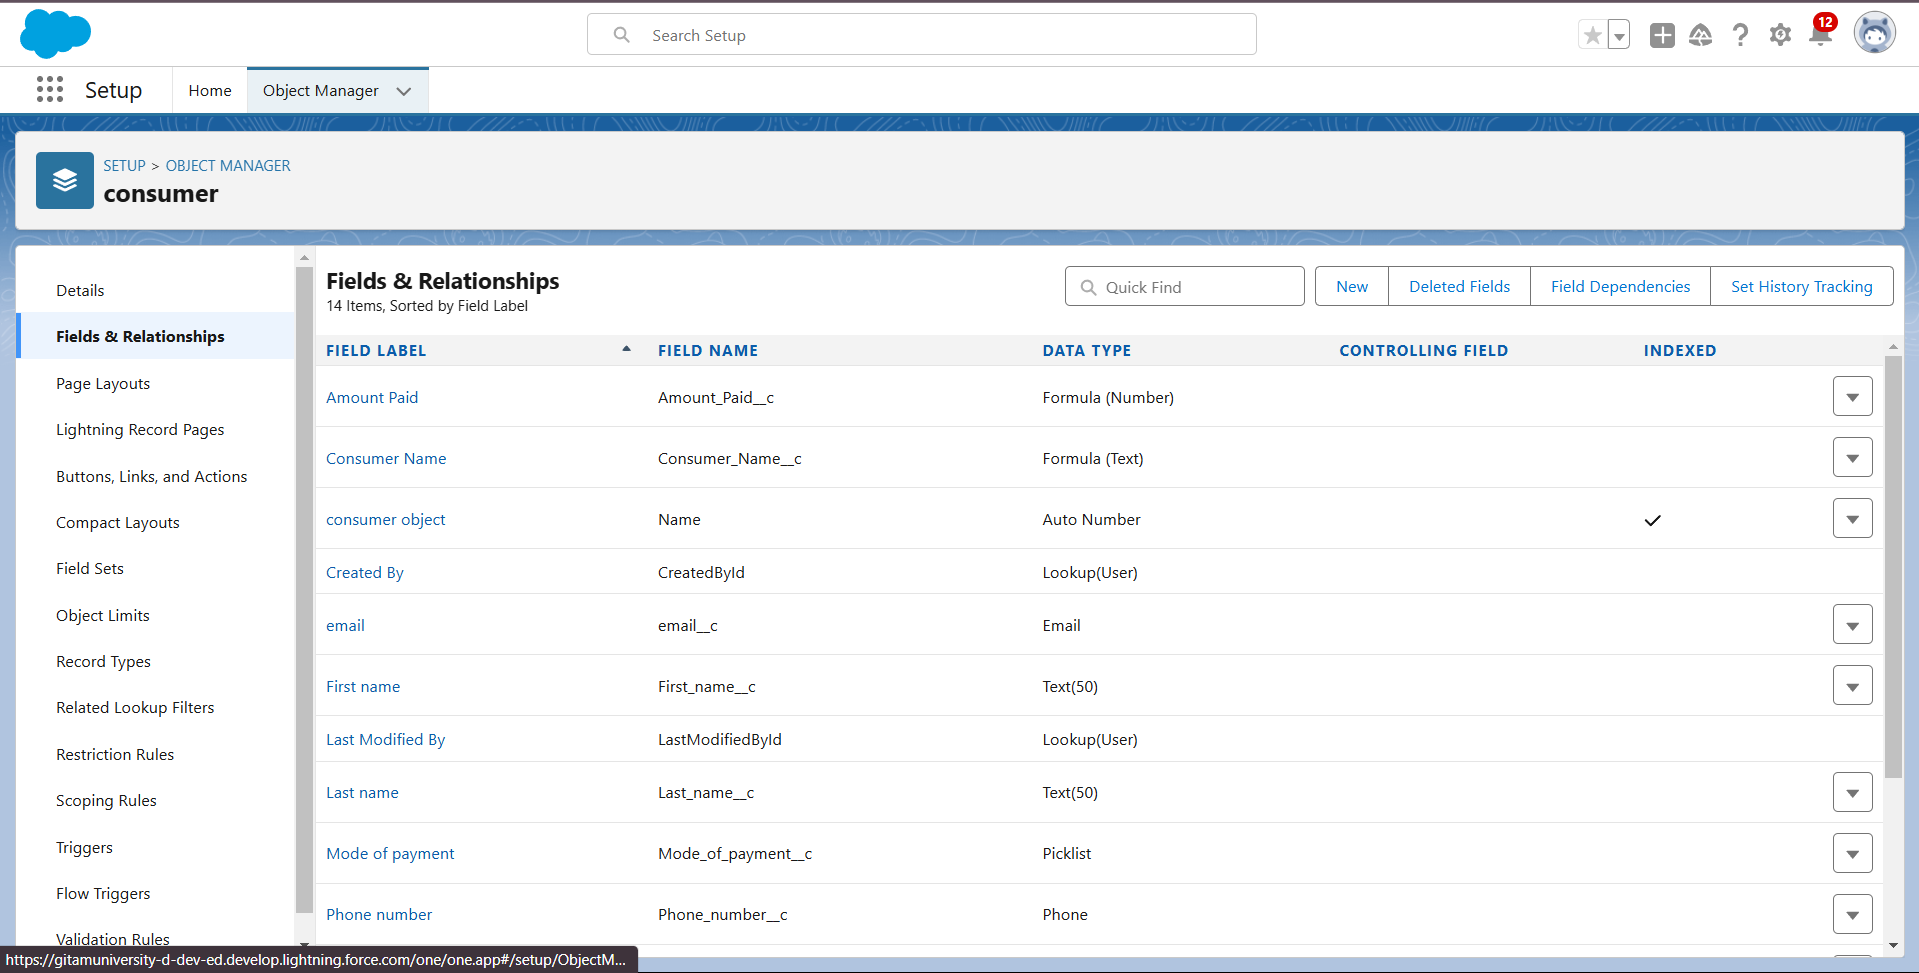 Search Setup
12
Setup
Home
Object Manager
SETUP > OBJECT MANAGER
consumer
Details
Fields & Relationships
Page Layouts
Lightning Record Pages
Buttons, Links, and Actions
Compact Layouts
Field Sets
Object Limits
Record Types
Related Lookup Filters
Restriction Rules
Scoping Rules
Triggers
Flow Triggers
Validation Rules
Fields & Relationships
14 Items, Sorted by Field Label
Quick Find
New
Deleted Fields
Field Dependencies
Set History Tracking
FIELD LABEL FIELD NAME DATA TYPE CONTROLLING FIELD INDEXED
Amount Paid Amount_Paid__c Formula (Number)
Consumer Name Consumer_Name__c Formula (Text)
consumer object Name Auto Number
Created By CreatedById Lookup(User)
email email__c Email
First name First_name__c Text(50)
Last Modified By LastModifiedById Lookup(User)
Last name Last_name__c Text(50)
Mode of payment Mode_of_payment__c Picklist
Phone number Phone_number__c Phone
https://gitamuniversity-d-dev-ed.develop.lightning.force.com/one/one.app#/setup/ObjectM...